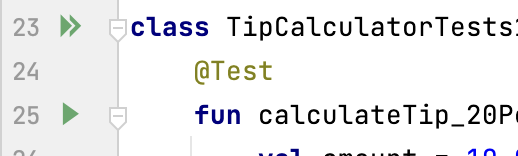 23 class TipCalculatorTests
24 @Test
25 fun calculateTip_20P